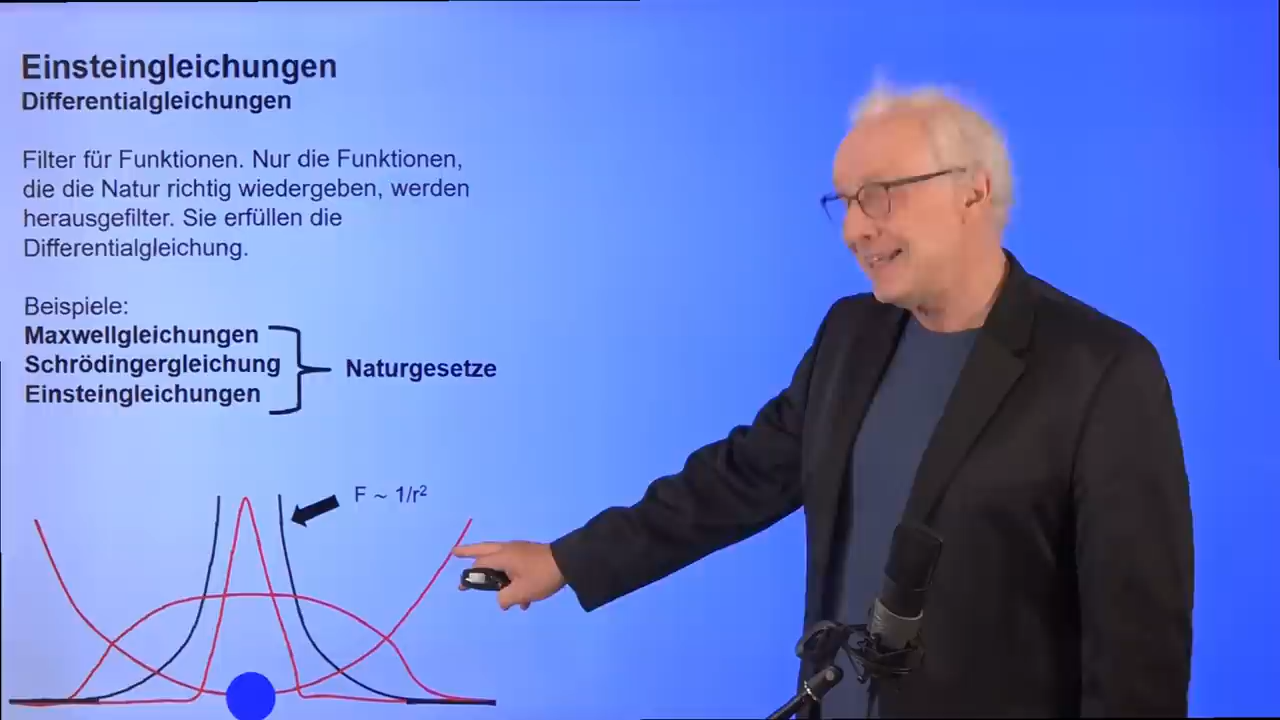 Einsteingleichungen
Differentialgleichungen
Filter für Funktionen. Nur die Funktionen,
die die Natur richtig wiedergeben, werden
herausgefilter. Sie erfüllen die
Differentialgleichung.
Beispiele:
Maxwellgleichungen
Schrödingergleichung
Einsteingleichungen
Naturgesetze
F ~ 1/r²